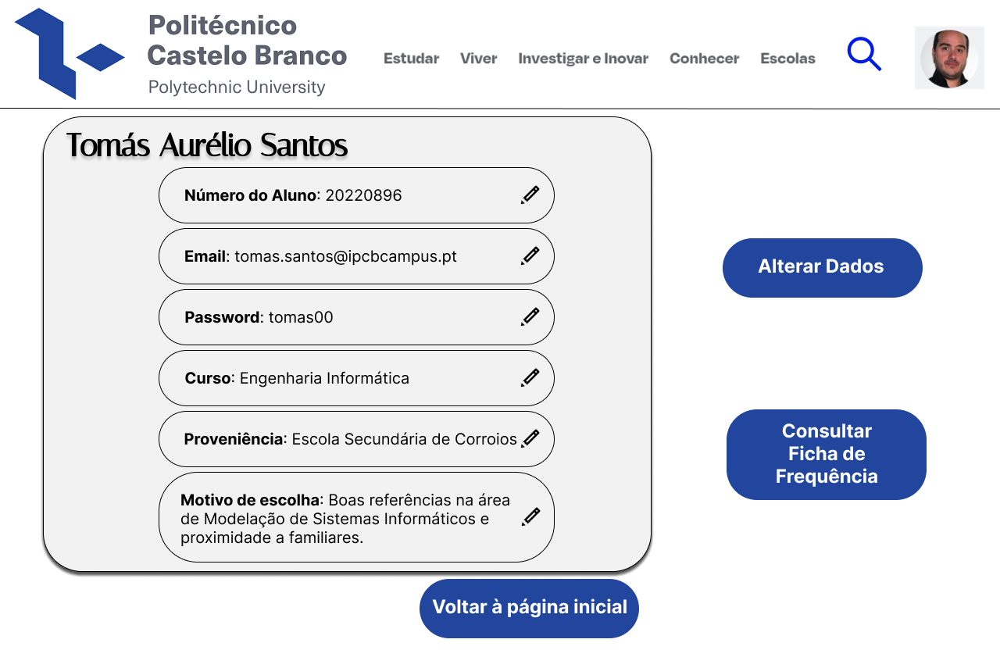 Politécnico
Castelo Branco
Polytechnic University
Estudar Viver Investigar e Inovar Conhecer Escolas
Tomás Aurélio Santos
Número do Aluno: 20220896
Email: tomas.santos@ipcbcampus.pt
Password: tomas00
Curso: Engenharia Informática
Proveniência: Escola Secundária de Corroios
Motivo de escolha: Boas referências na área
de Modelação de Sistemas Informáticos e
proximidade a familiares.
Alterar Dados
Consultar
Ficha de
Frequência
Voltar à página inicial